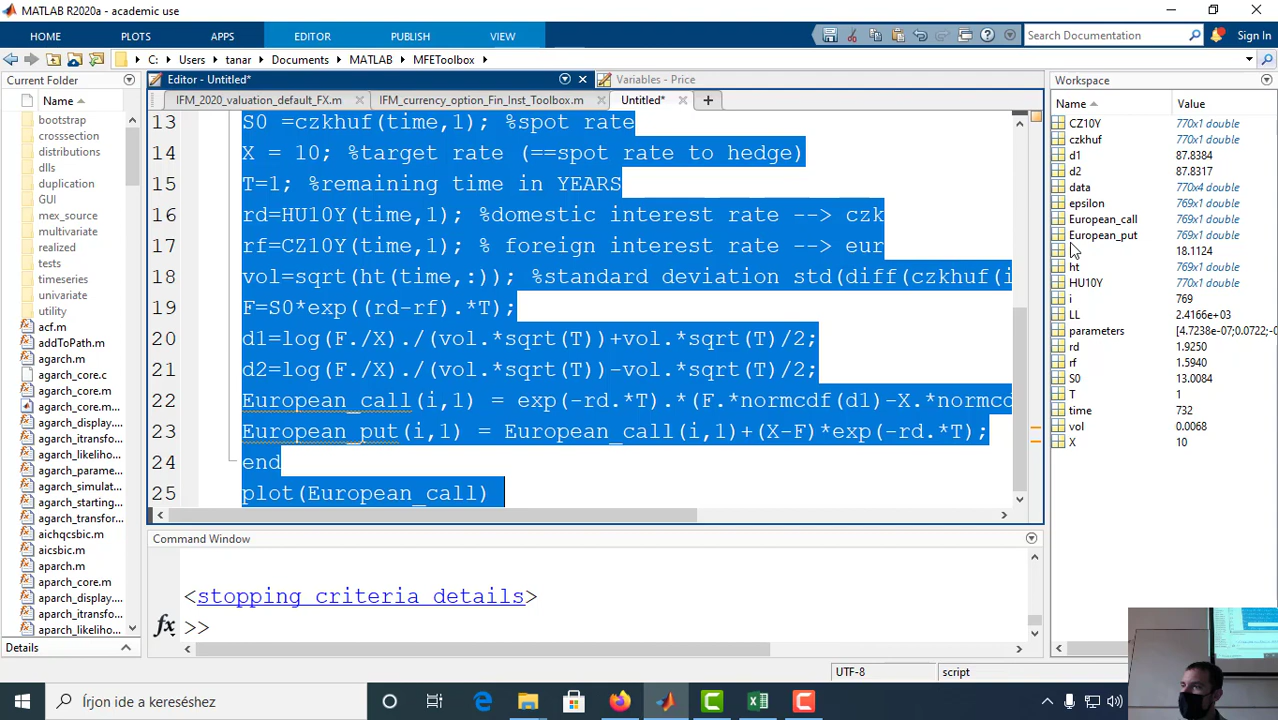 MATLAB R2020a - academic use
HOME PLOTS APPS EDITOR PUBLISH VIEW Search Documentation Sign In
C: Users tanar Documents MATLAB MFEToolbox
Current Folder
Name
bootstrap
crosssection
distributions
dlls
duplication
GUI
mex_source
multivariate
realized
tests
timeseries
univariate
utility
acf.m
addToPath.m
agarch.m
agarch_core.c
agarch_core.m
agarch_core.m...
agarch_display...
agarch_itransfo...
agarch_likeliho...
agarch_parame...
agarch_simulat...
agarch_starting...
agarch_transfor...
aichqcsbic.m
aicsbic.m
aparch.m
aparch_core.m
aparch_display...
aparch_itransfo...
aparch_likeliho...
Details
Editor - Untitled*
Variables - Price
IFM_2020_valuation_default_FX.m IFM_currency_option_Fin_Inst_Toolbox.m Untitled*
13 S0 =czkhuf(time,1); %spot rate
14 X = 10; %target rate (==spot rate to hedge)
15 T=1; %remaining time in YEARS
16 rd=HU10Y(time,1); %domestic interest rate --> czk
17 rf=CZ10Y(time,1); % foreign interest rate --> eur
18 vol=sqrt(ht(time,:)); %standard deviation std(diff(czkhuf(i
19 F=S0*exp((rd-rf).*T);
20 d1=log(F./X)./(vol.*sqrt(T))+vol.*sqrt(T)/2;
21 d2=log(F./X)./(vol.*sqrt(T))-vol.*sqrt(T)/2;
22 European_call(i,1) = exp(-rd.*T).*(F.*normcdf(d1)-X.*normcd
23 European_put(i,1) = European_call(i,1)+(X-F)*exp(-rd.*T);
24 end
25 plot(European_call)
Command Window
<stopping criteria details>
fx >>
Workspace
Name Value
CZ10Y 770x1 double
czkhuf 770x1 double
d1 87.8384
d2 87.8317
data 770x4 double
epsilon 769x1 double
European_call 769x1 double
European_put 769x1 double
18.1124
ht 769x1 double
HU10Y 770x1 double
i 769
LL 2.4166e+03
parameters [4.7238e-07;0.0722;-
rd 1.9250
rf 1.5940
S0 13.0084
T 1
time 732
vol 0.0068
X 10
UTF-8 script
Írjon ide a kereséshez